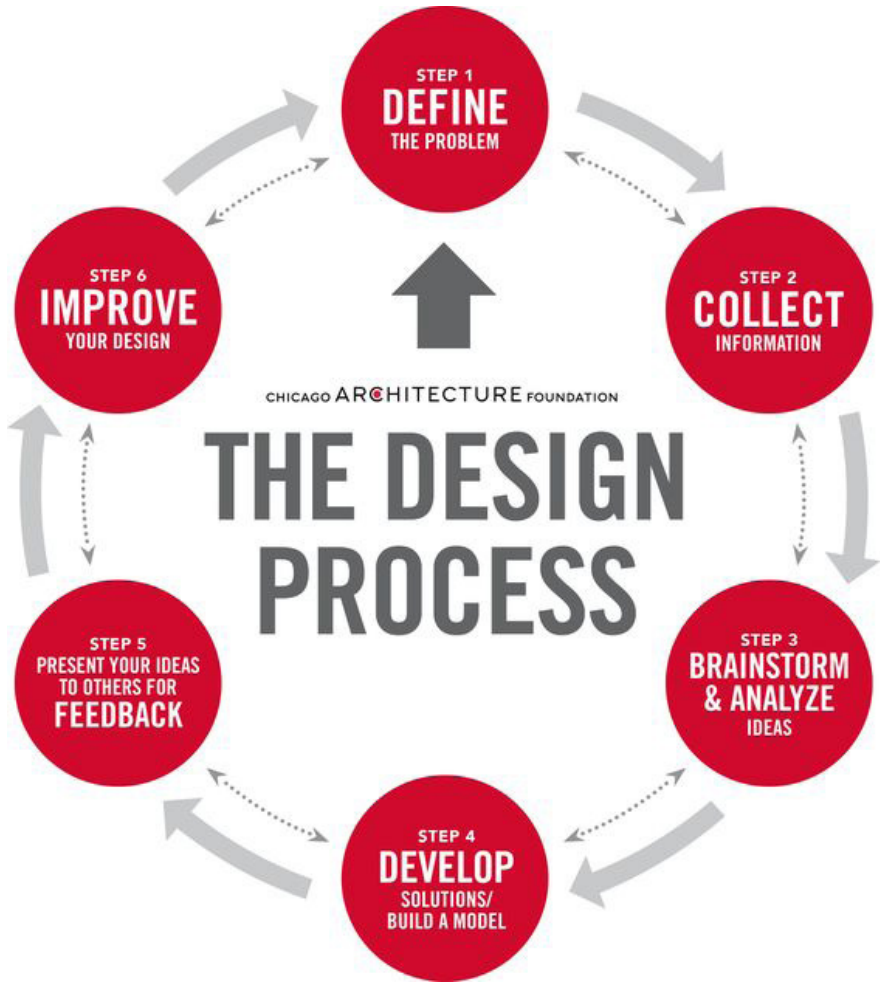 STEP 1
DEFINE
THE PROBLEM
STEP 2
COLLECT
INFORMATION
STEP 3
BRAINSTORM
& ANALYZE
IDEAS
STEP 4
DEVELOP
SOLUTIONS/
BUILD A MODEL
STEP 5
PRESENT YOUR IDEAS
TO OTHERS FOR
FEEDBACK
STEP 6
IMPROVE
YOUR DESIGN
CHICAGO ARCHITECTURE FOUNDATION
THE DESIGN
PROCESS